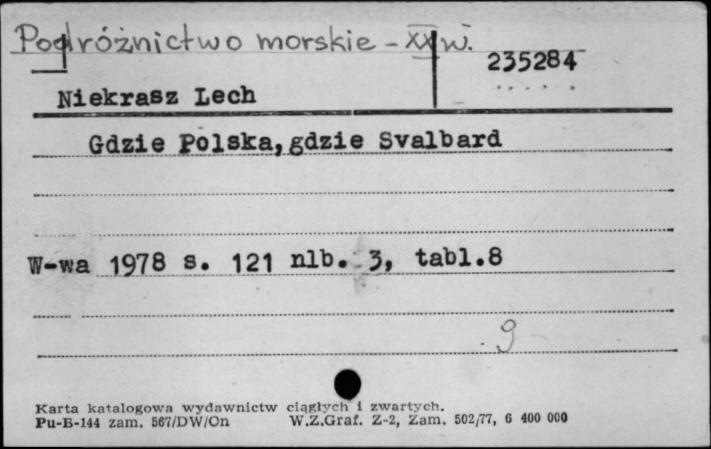 Podróżnictwo morskie - XX w.
235284
Niekrasz Lech
Gdzie Polska, gdzie Svalbard
W-wa 1978 s. 121 nlb. 3, tabl.8
9
Karta katalogowa wydawnictw ciągłych i zwartych.
Pu-B-144 zam. 567/DW/On W.Z.Graf. Z-2, Zam. 502/77, 6 400 000